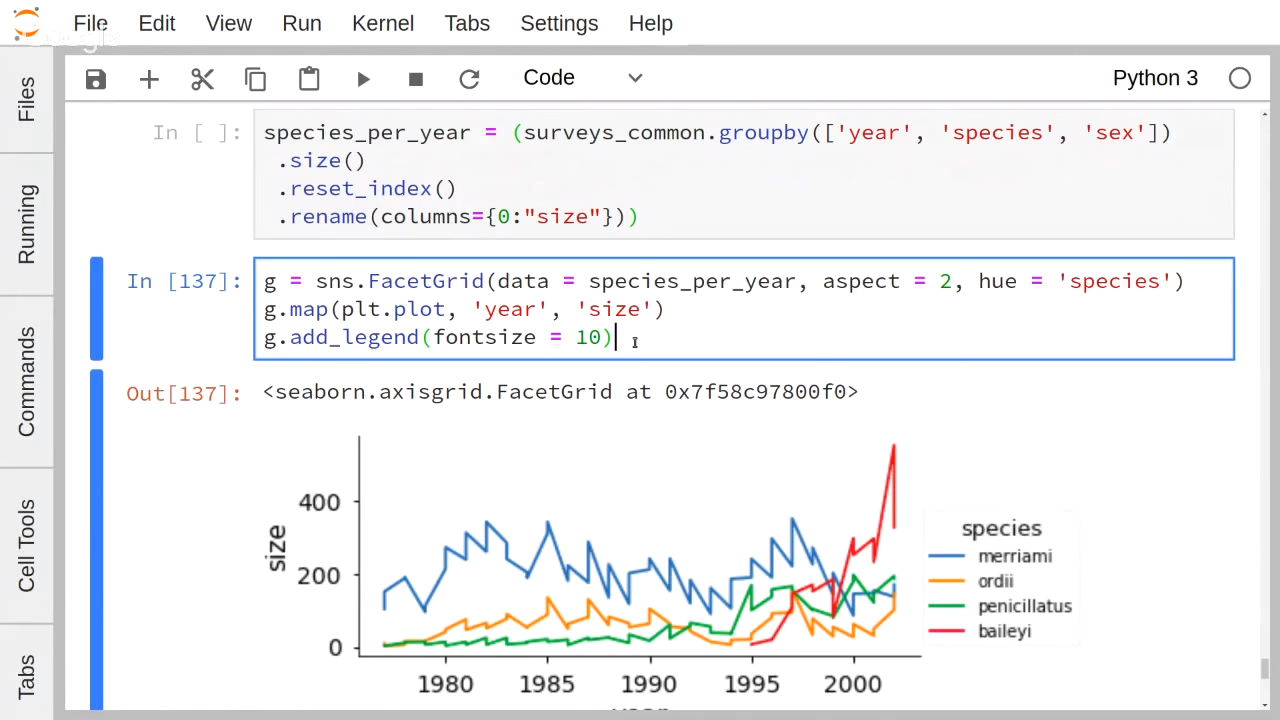 File Edit View Run Kernel Tabs Settings Help
Code Python 3
Files
Running
Commands
Cell Tools
Tabs
In [ ]: species_per_year = (surveys_common.groupby(['year', 'species', 'sex'])
.size()
.reset_index()
.rename(columns={0:"size"}))
In [137]: g = sns.FacetGrid(data = species_per_year, aspect = 2, hue = 'species')
g.map(plt.plot, 'year', 'size')
g.add_legend(fontsize = 10)
Out[137]: <seaborn.axisgrid.FacetGrid at 0x7f58c97800f0>
size
400
200
0
1980 1985 1990 1995 2000
species
merriami
ordii
penicillatus
baileyi